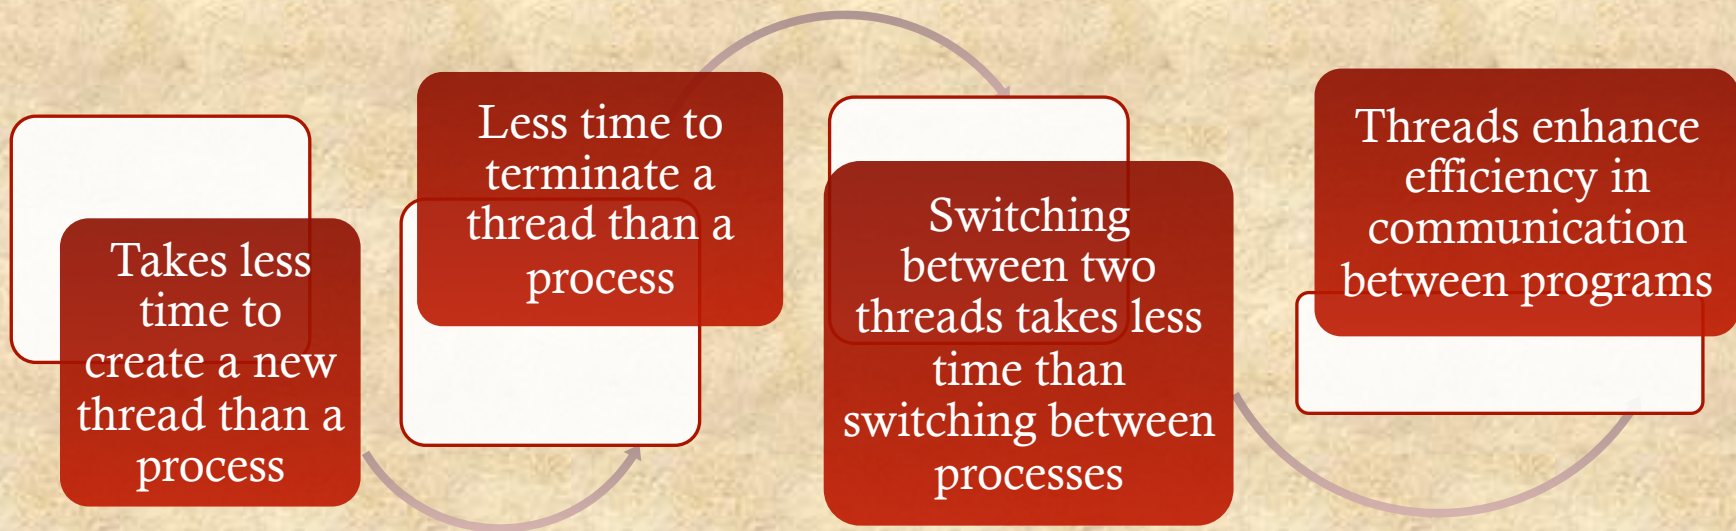 Takes less
time to
create a new
thread than a
process
Less time to
terminate a
thread than a
process
Switching
between two
threads takes less
time than
switching between
processes
Threads enhance
efficiency in
communication
between programs